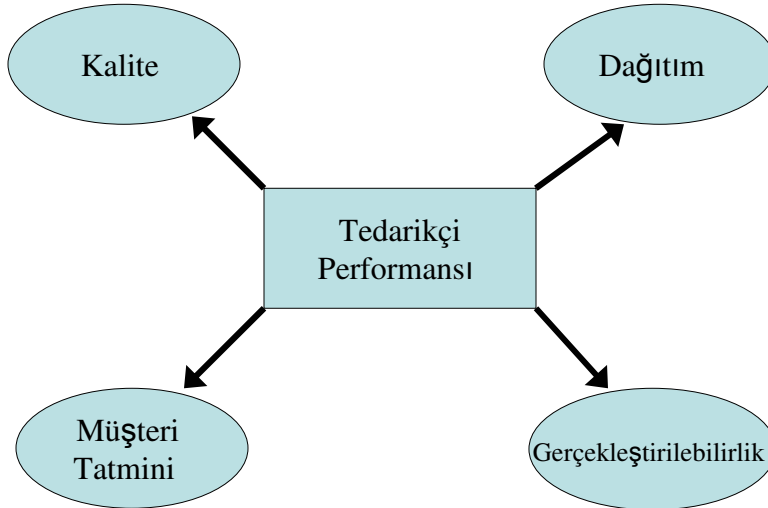 Kalite
Dağıtım
Tedarikçi
Performansı
Müşteri
Tatmini
Gerçekleştirilebilirlik